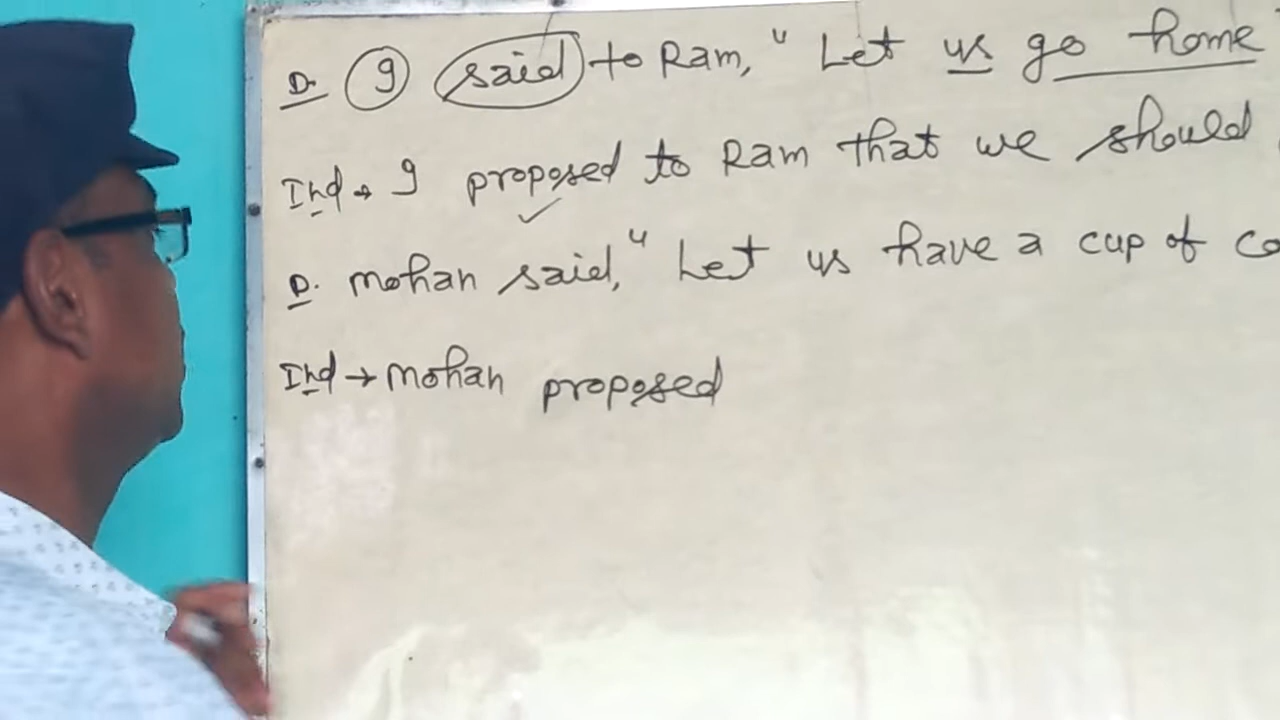 D. I said to Ram, "Let us go home"
Ind → I proposed to Ram that we should
D. Mohan said, "Let us have a cup of co
Ind → Mohan proposed